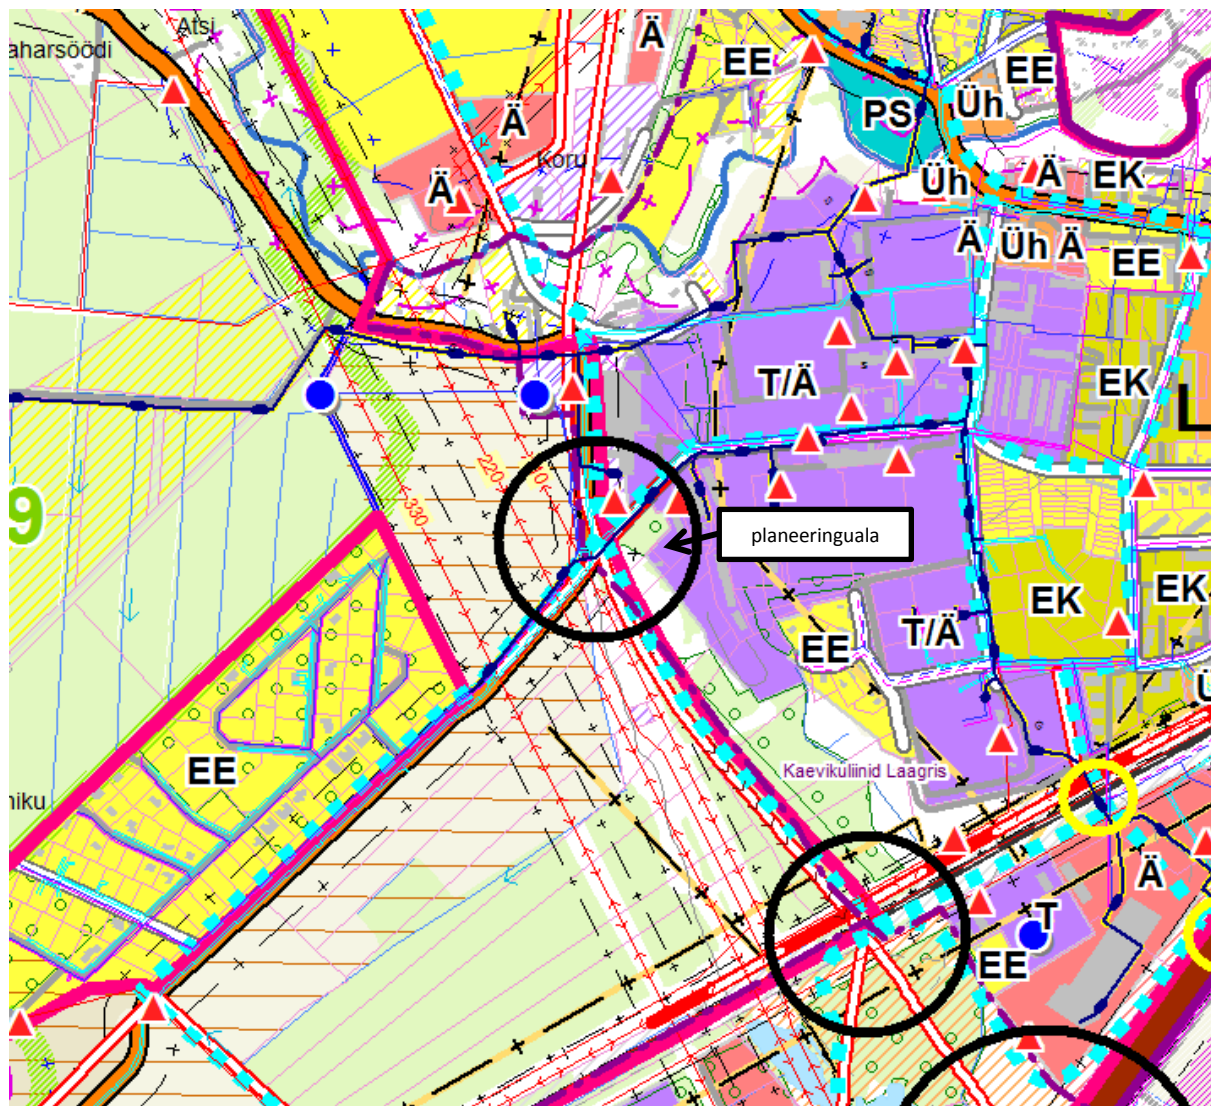 Atsi
aharsöödi
Ä
EE
EE
Üh
PS
Ä
Koru
Ä
Üh
Ä
EK
Ä
Üh
Ä
EE
T/Ä
EK
L
220
330
9
planeeringuala
EK
EK
EE
T/Ä
EE
Kaevikuliinid Laagris
niku
Ä
T
EE